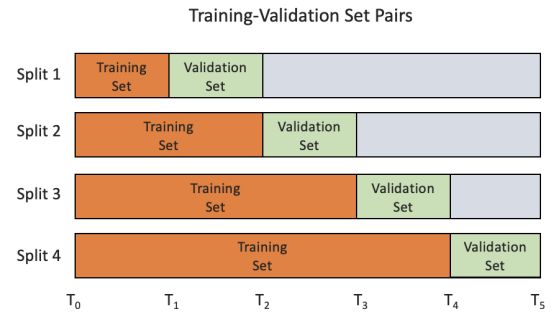 Training-Validation Set Pairs
Split 1
Training
Set
Validation
Set
Split 2
Training
Set
Validation
Set
Split 3
Training
Set
Validation
Set
Split 4
Training
Set
Validation
Set
T0 T1 T2 T3 T4 T5